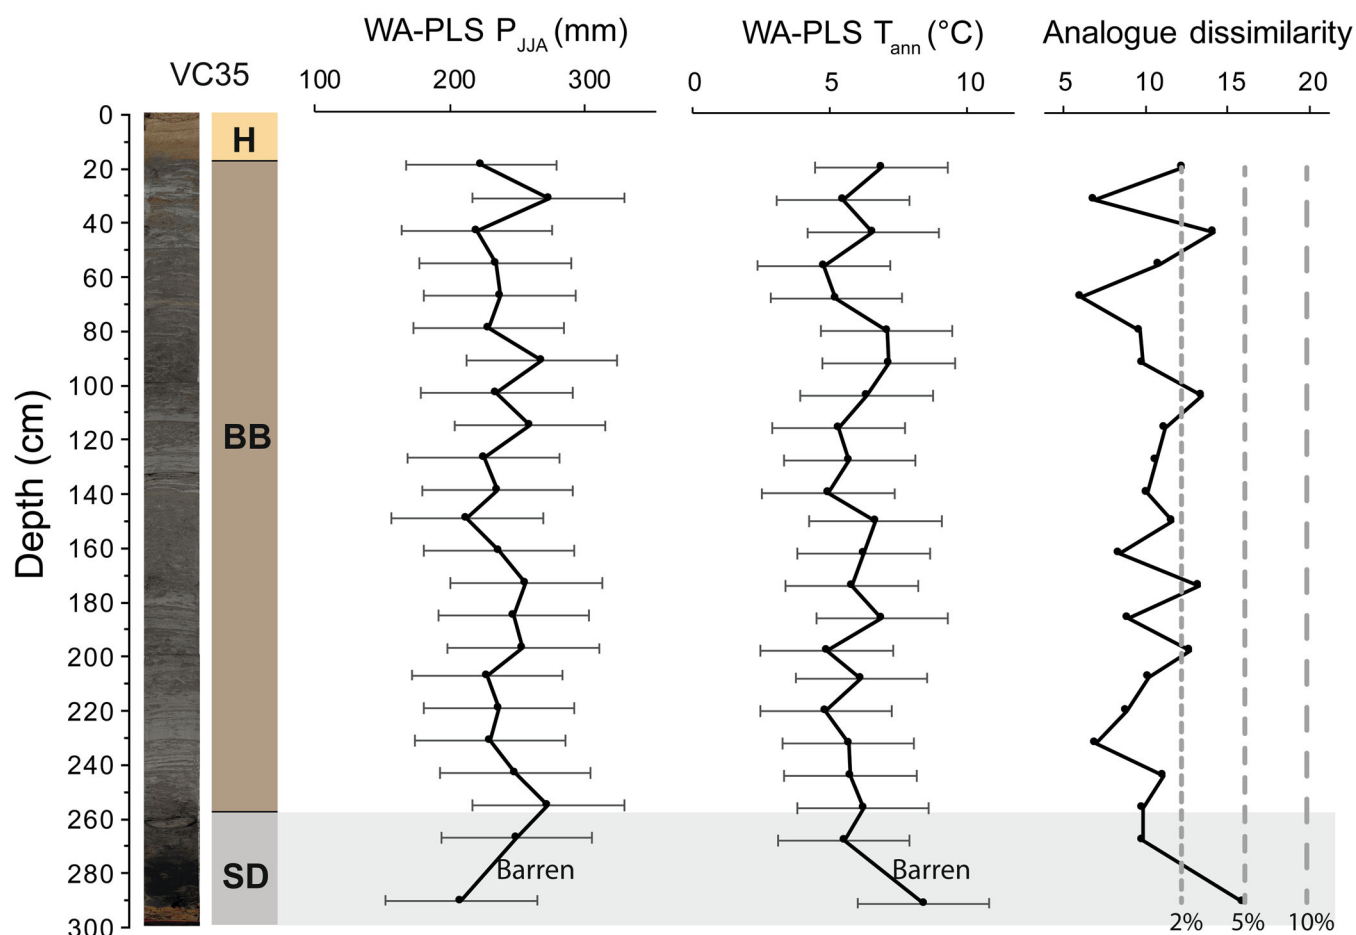 WA-PLS P_JJA (mm)
WA-PLS T_ann (°C)
Analogue dissimilarity
VC35
100 200 300
0 5 10
5 10 15 20
Depth (cm)
0
20
40
60
80
100
120
140
160
180
200
220
240
260
280
300
H
BB
SD
Barren
Barren
2% 5% 10%